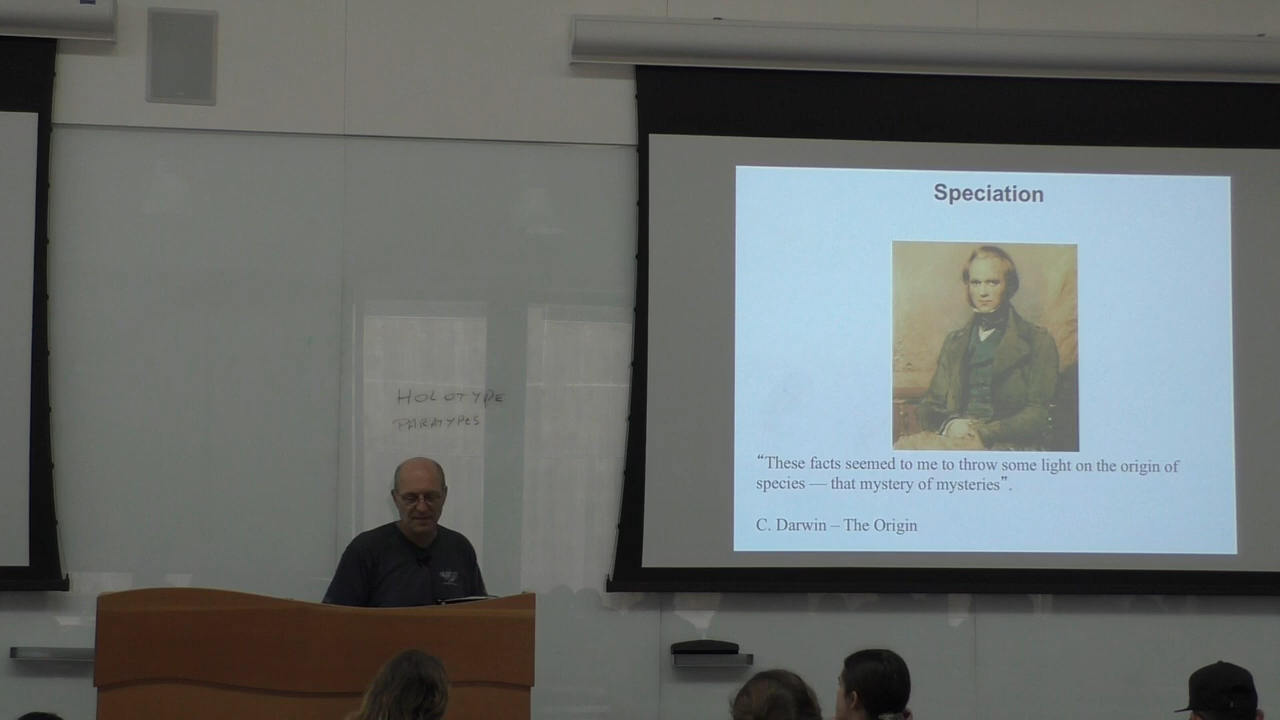 HOLOTYPE
PARATYPES
Speciation
“These facts seemed to me to throw some light on the origin of
species — that mystery of mysteries”.
C. Darwin – The Origin